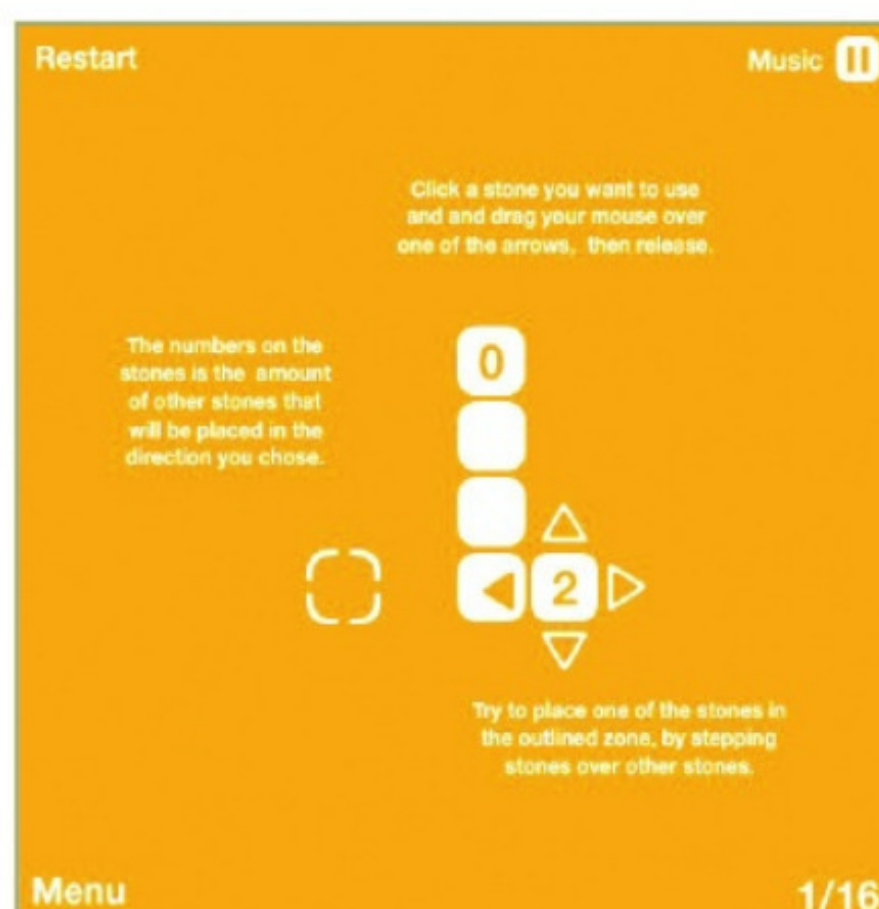 Restart
Music
Click a stone you want to use
and and drag your mouse over
one of the arrows, then release.
The numbers on the
stones is the amount
of other stones that
will be placed in the
direction you chose.
0
2
Try to place one of the stones in
the outlined zone, by stepping
stones over other stones.
Menu
1/16